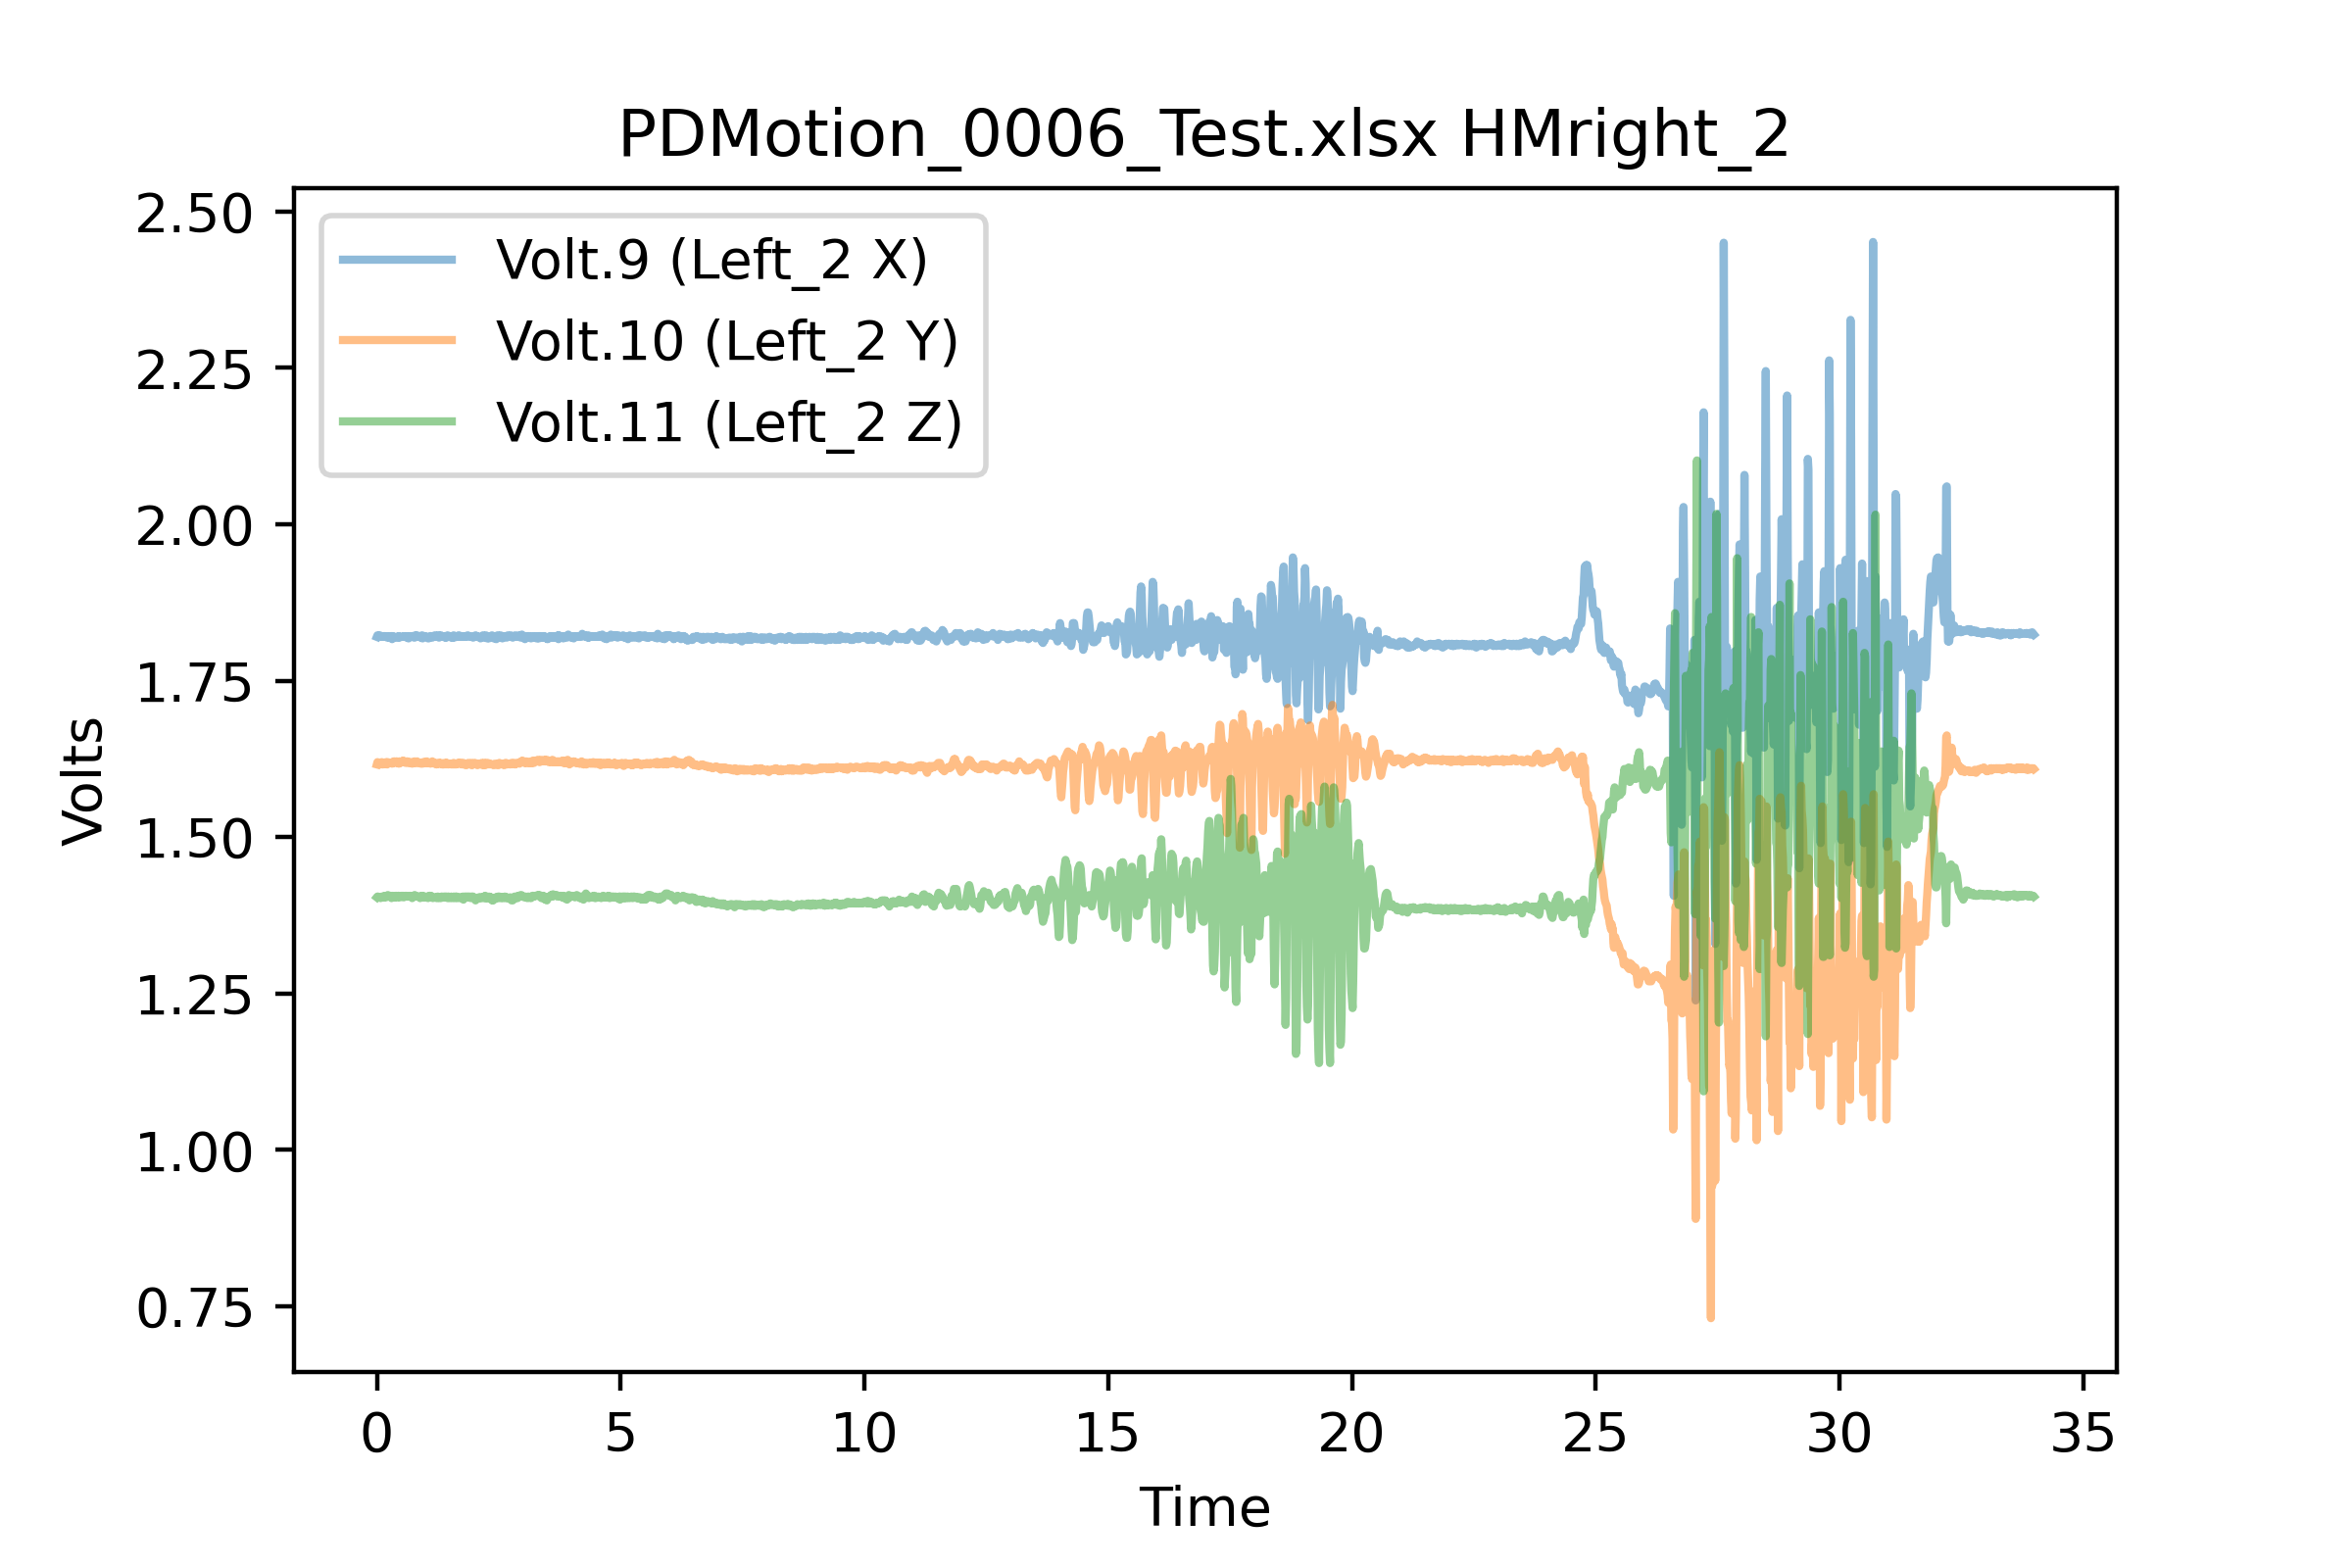 PDMotion_0006_Test.xlsx HMright_2
Volt.9 (Left_2 X)
Volt.10 (Left_2 Y)
Volt.11 (Left_2 Z)
2.50
2.25
2.00
1.75
1.50
1.25
1.00
0.75
Volts
0 5 10 15 20 25 30 35
Time